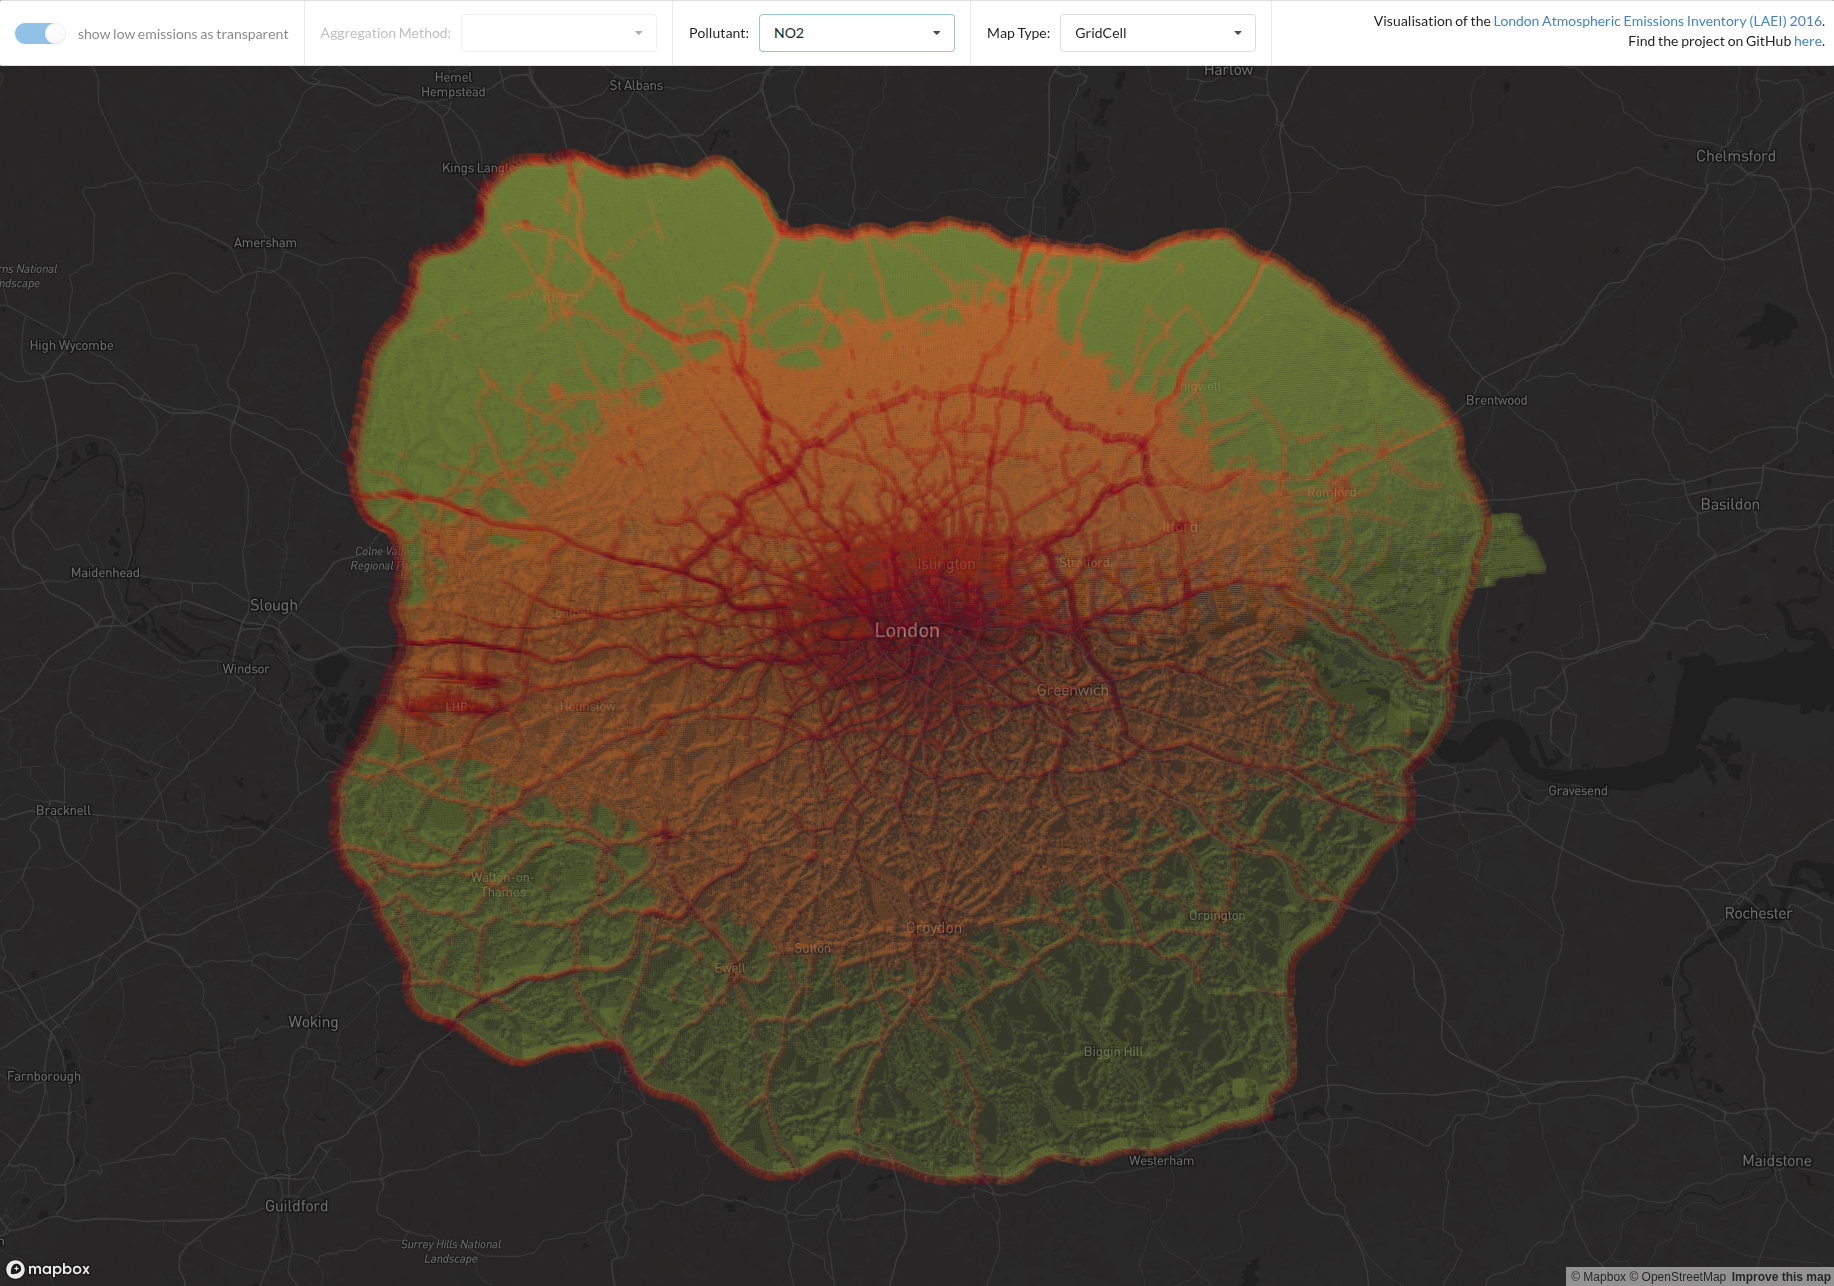 show low emissions as transparent
Aggregation Method:
Pollutant:
NO2
Map Type:
GridCell
Visualisation of the London Atmospheric Emissions Inventory (LAEI) 2016.
Find the project on GitHub here.
Hemel
Hempstead
St Albans
Harlow
Kings Langle
Chelmsford
Amersham
rns National
ndscape
Watford
Barnet
High Wycombe
Chigwell
Brentwood
Romford
Basildon
Ilford
Colne Valley
Regional Park
Islington
Stratford
Maidenhead
Slough
Southall
London
Windsor
Greenwich
LHR
Hounslow
Gravesend
Bracknell
Walton-on-
Thames
Orpington
Rochester
Croydon
Sutton
Ewell
Woking
Biggin Hill
Farnborough
Westerham
Maidstone
Guildford
Surrey Hills National
Landscape
mapbox
© Mapbox © OpenStreetMap Improve this map